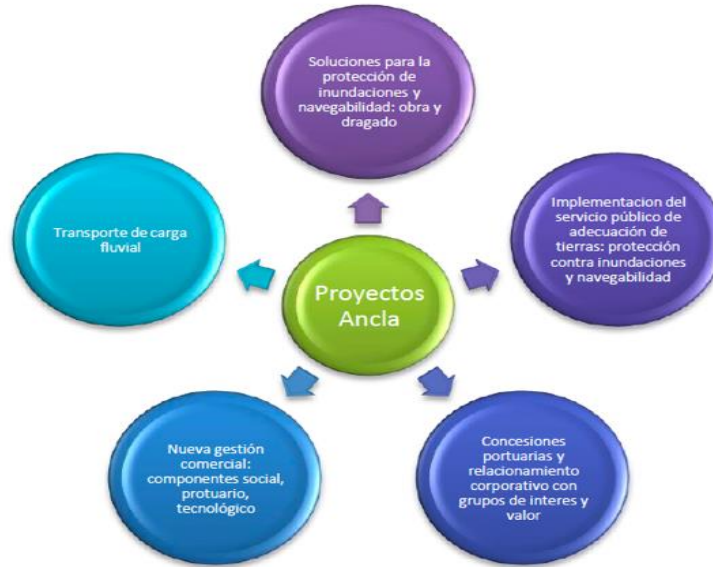 Soluciones para la
protección de
inundaciones y
navegabilidad: obra y
dragado
Transporte de carga
fluvial
Implementacion del
servicio público de
adecuación de
tierras: protección
contra inundaciones
y navegabilidad
Proyectos
Ancla
Nueva gestión
comercial:
componentes social,
protuario,
tecnológico
Concesiones
portuarias y
relacionamiento
corporativo con
grupos de interes y
valor